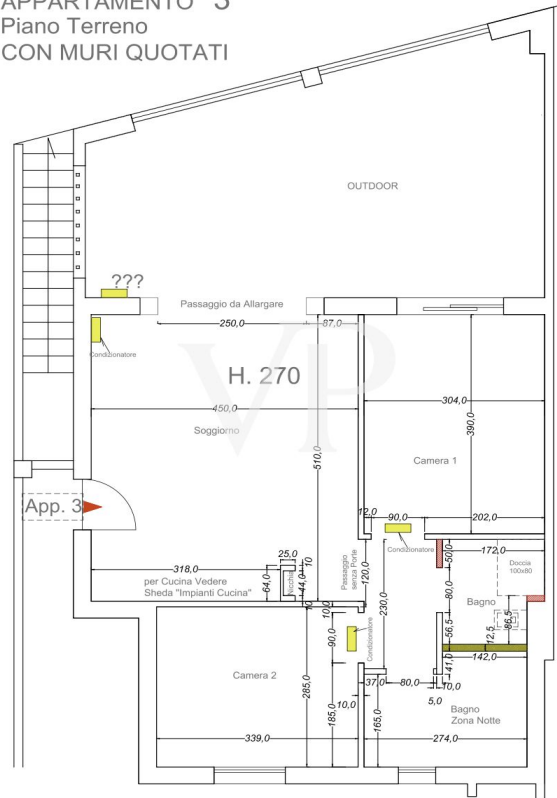 APPARTAMENTO 3
Piano Terreno
CON MURI QUOTATI
OUTDOOR
???
Passaggio da Allargare
250,0
87,0
Condizionatore
H. 270
VP
450,0
304,0
390,0
Soggiorno
510,0
Camera 1
App. 3
12,0
90,0
202,0
Condizionatore
172,0
50,0
Doccia
100x80
25,0
10
318,0
64,0
Nicchia
44,0
10
per Cucina Vedere
Sheda "Impianti Cucina"
Passaggio
senza Porte
120,0
230,0
80,0
Bagno
86,5
56,5
12,5
10,0
90,0
Condizionatore
142,0
41,0
Camera 2
285,0
185,0
10,0
37,0
80,0
10,0
5,0
165,0
Bagno
Zona Notte
339,0
274,0